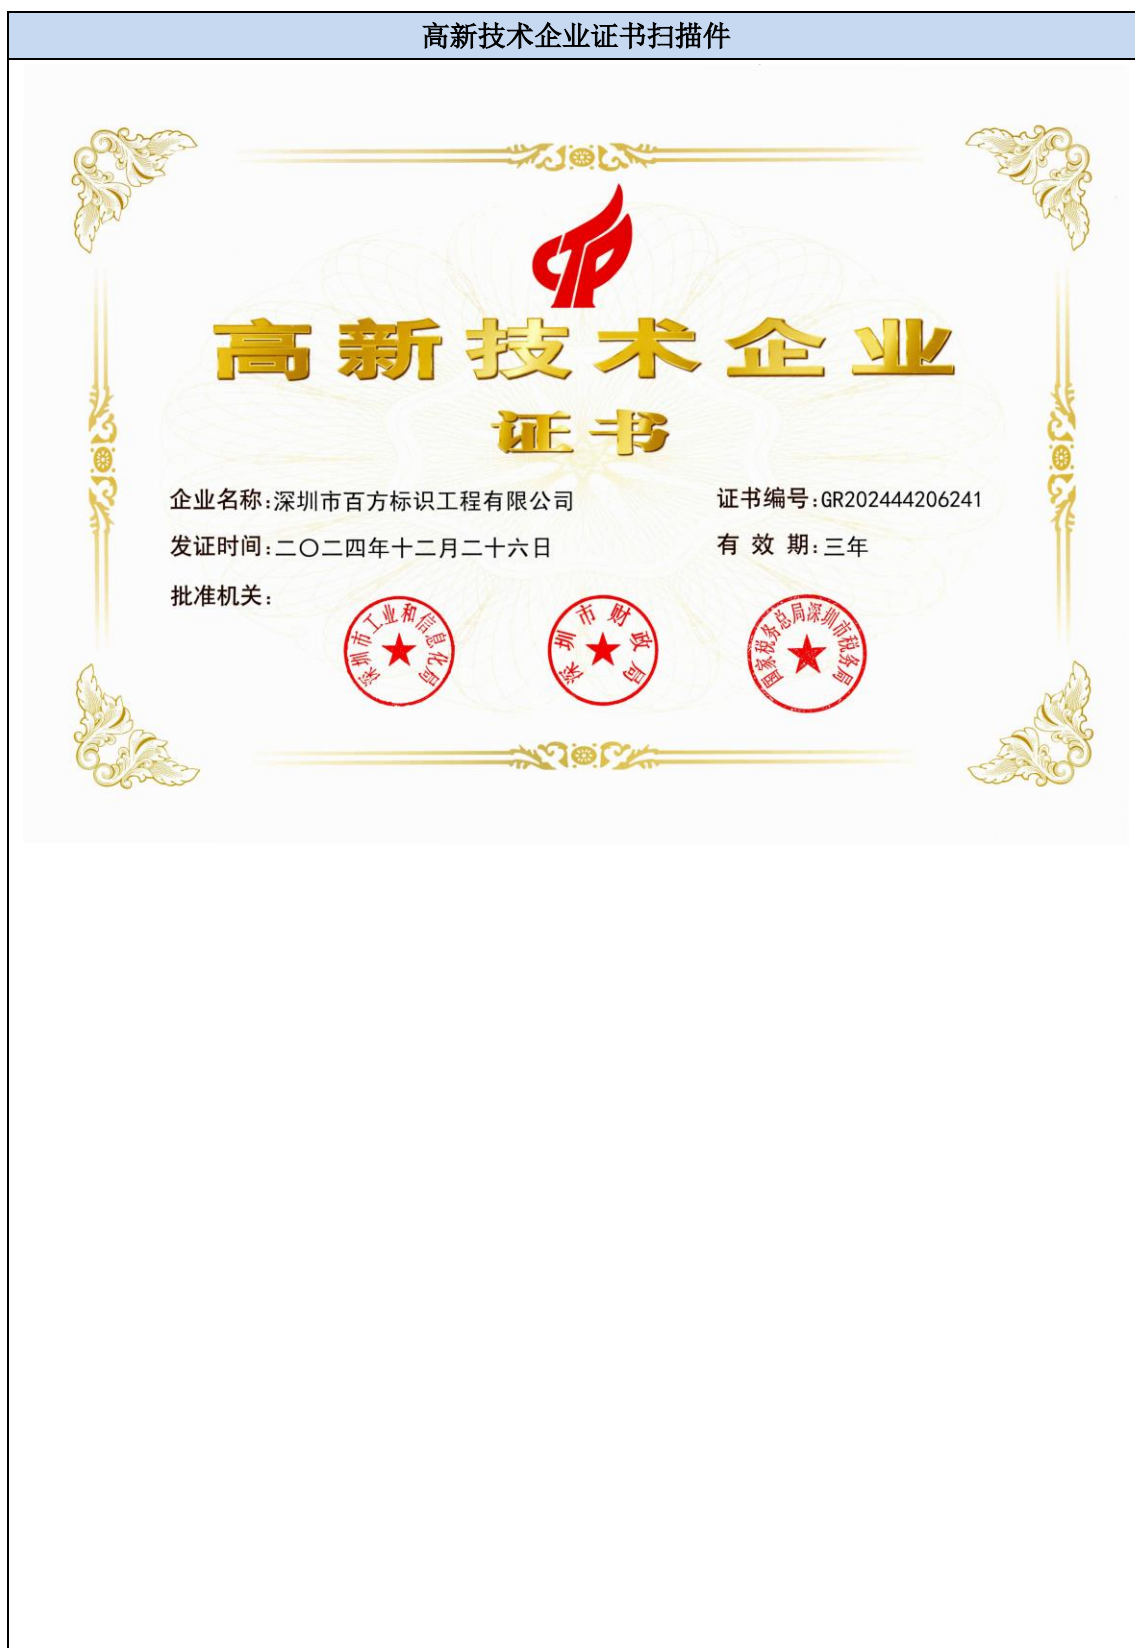 高新技术企业证书扫描件
高新技术企业
证书
企业名称:深圳市百方标识工程有限公司
证书编号:GR202444206241
发证时间:二〇二四年十二月二十六日
有 效 期:三年
批准机关:
深圳市工业和信息化局
深圳市财政局
国家税务总局深圳市税务局